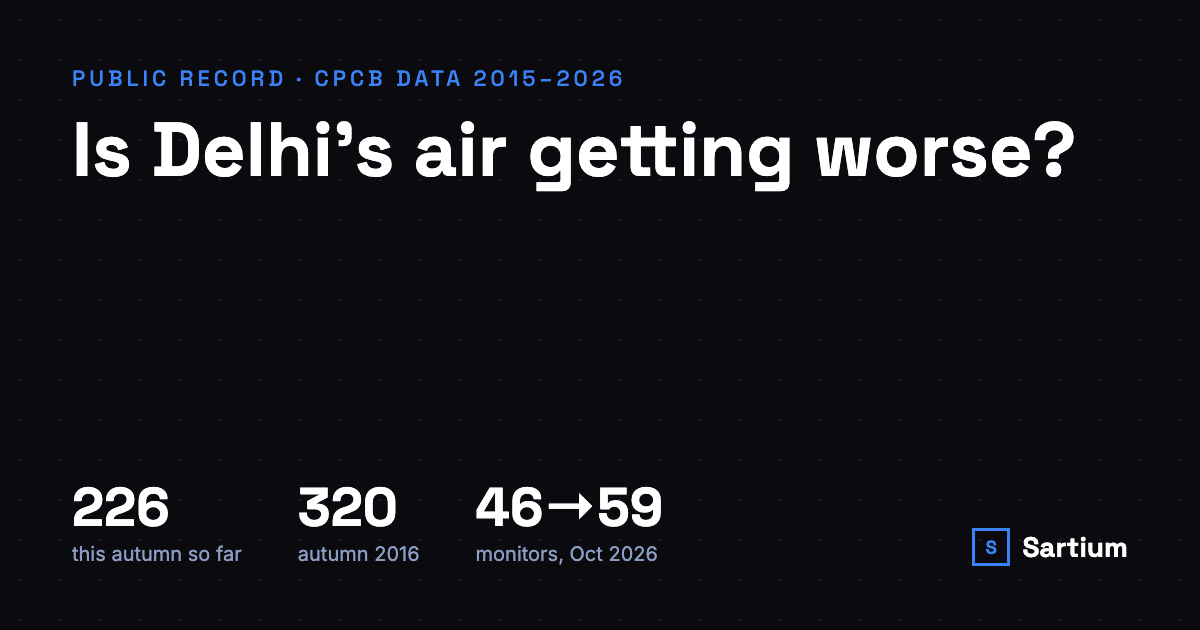 PUBLIC RECORD · CPCB DATA 2015–2026
Is Delhi’s air getting worse?
226
this autumn so far
320
autumn 2016
46→59
monitors, Oct 2026
S
Sartium